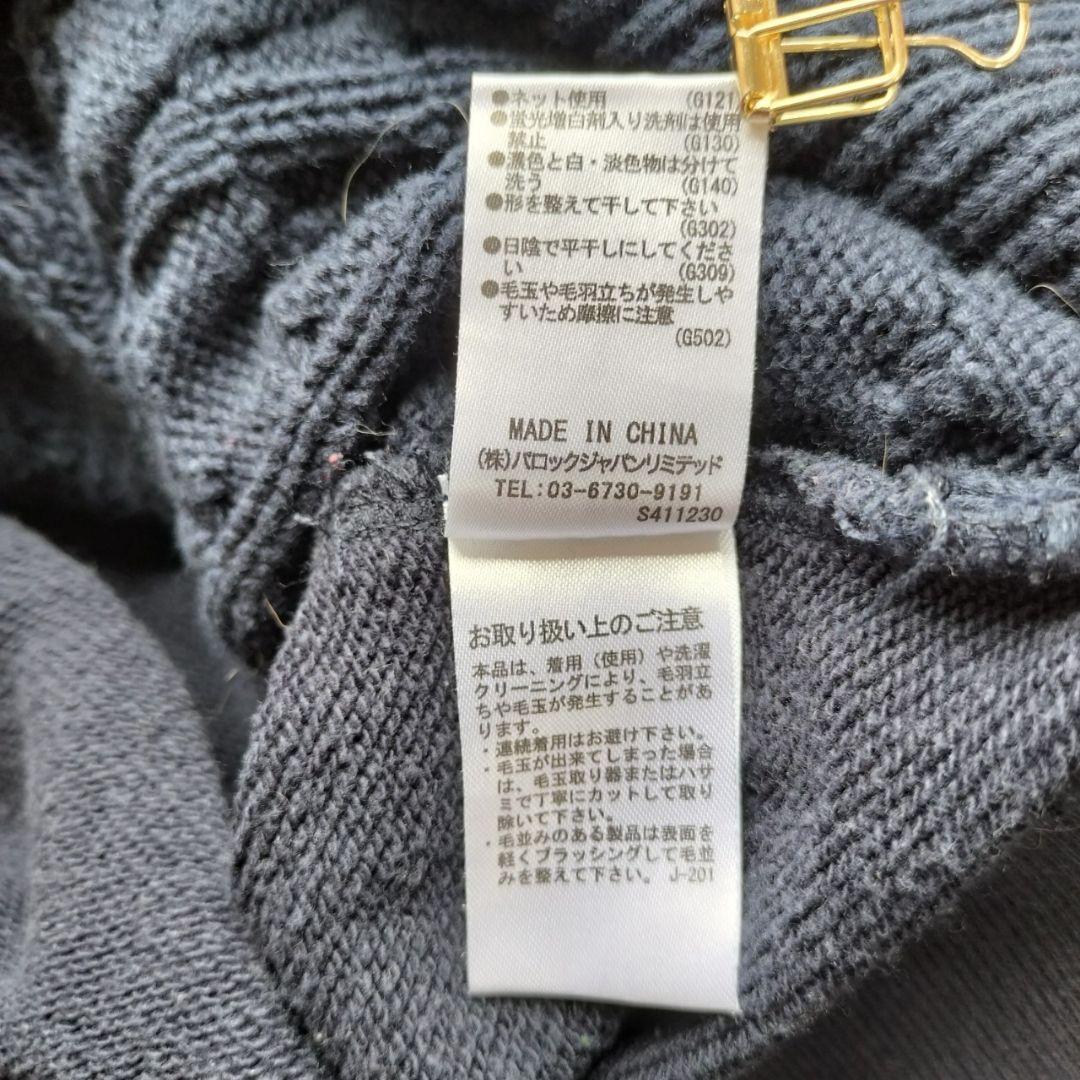 ●ネット使用 (G121)
●蛍光増白剤入り洗剤は使用
禁止 (G130)
●濃色と白・淡色物は分けて
洗う (G140)
●形を整えて干して下さい
(G302)
●日陰で平干しにしてくださ
い (G309)
●毛玉や毛羽立ちが発生しや
すいため摩擦に注意
(G502)
MADE IN CHINA
(株)バロックジャパンリミテッド
TEL:03-6730-9191
S411230
お取り扱い上のご注意
本品は、着用（使用）や洗濯
クリーニングにより、毛羽立
ちや毛玉が発生することがあ
ります。
・連続着用はお避け下さい。
・毛玉が出来てしまった場合
は、毛玉取り器またはハサ
ミで丁寧にカットして取り
除いて下さい。
・毛並みのある製品は表面を
軽くブラッシングして毛並
みを整えて下さい。 J-201